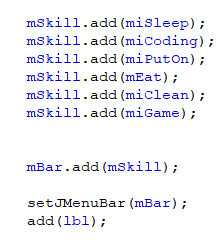 mSkill.add(miSleep);
mSkill.add(miCoding);
mSkill.add(miPutOn);
mSkill.add(mEat);
mSkill.add(miClean);
mSkill.add(miGame);
mBar.add(mSkill);
setJMenuBar(mBar);
add(lbl);